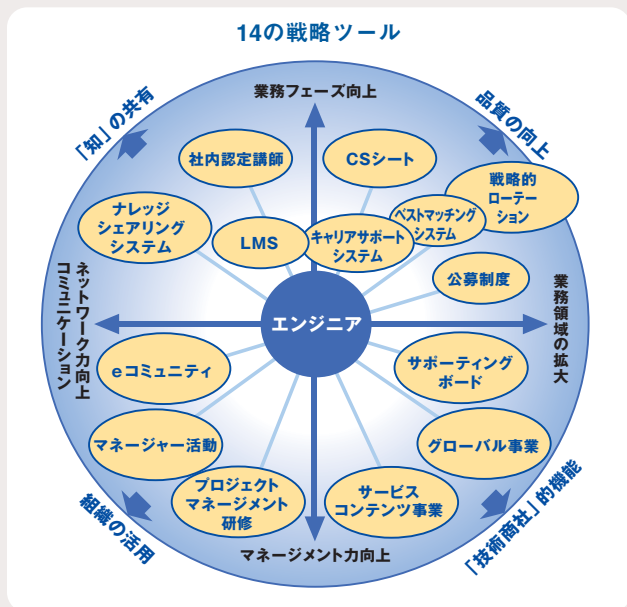 14の戦略ツール
業務フェーズ向上
「知」の共有
品質の向上
社内認定講師
CSシート
戦略的
ローテー
ション
ナレッジ
シェアリング
システム
LMS
キャリアサポート
システム
ベストマッチング
システム
公募制度
ネットワーク力向上
コミュニケーション
エンジニア
業務領域の拡大
eコミュニティ
サポーティング
ボード
マネージャー活動
グローバル事業
プロジェクト
マネージメント
研修
サービス
コンテンツ事業
組織の活用
「技術商社」的機能
マネージメント力向上